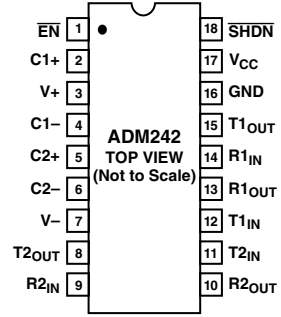 EN 1 18 SHDN
C1+ 2 17 VCC
V+ 3 16 GND
C1– 4 15 T1OUT
ADM242
TOP VIEW
(Not to Scale)
C2+ 5 14 R1IN
C2– 6 13 R1OUT
V– 7 12 T1IN
T2OUT 8 11 T2IN
R2IN 9 10 R2OUT